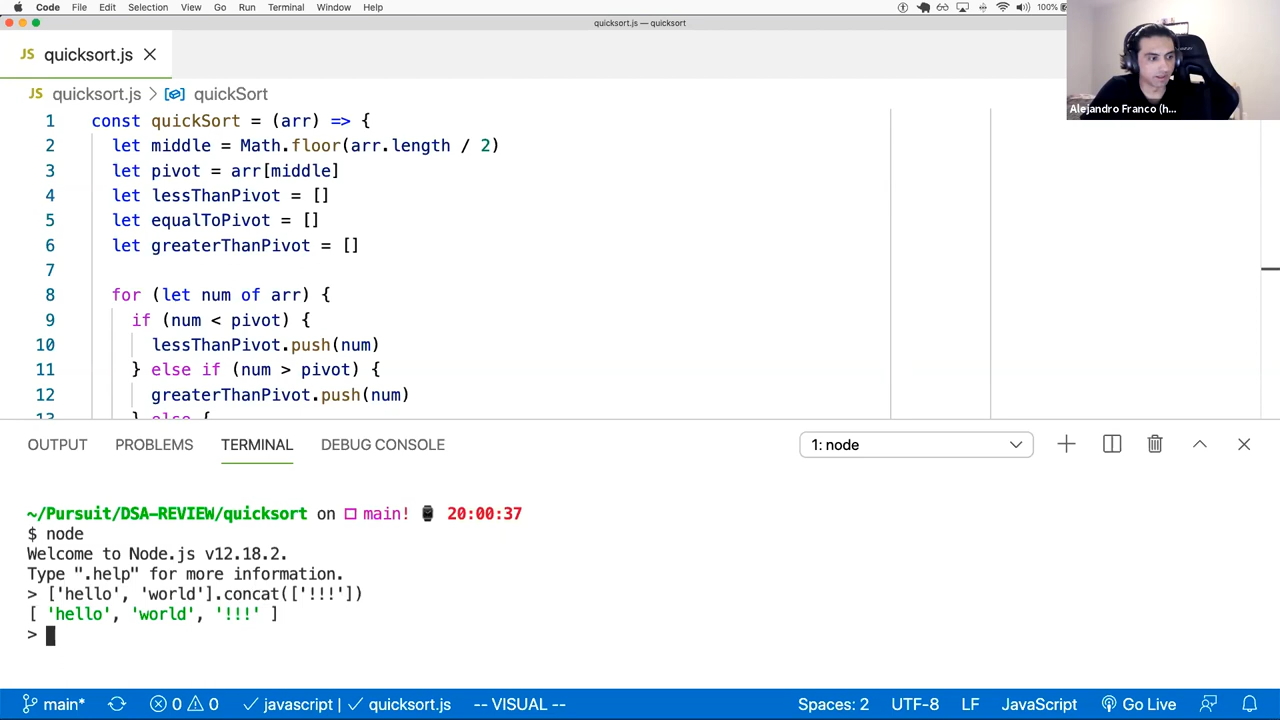 Code File Edit Selection View Go Run Terminal Window Help 100%
quicksort.js — quicksort
JS quicksort.js
Alejandro Franco (h...
JS quicksort.js > quickSort
1 const quickSort = (arr) => {
2 let middle = Math.floor(arr.length / 2)
3 let pivot = arr[middle]
4 let lessThanPivot = []
5 let equalToPivot = []
6 let greaterThanPivot = []
7
8 for (let num of arr) {
9 if (num < pivot) {
10 lessThanPivot.push(num)
11 } else if (num > pivot) {
12 greaterThanPivot.push(num)
13 } else {
OUTPUT PROBLEMS TERMINAL DEBUG CONSOLE 1: node
~/Pursuit/DSA-REVIEW/quicksort on main! 20:00:37
$ node
Welcome to Node.js v12.18.2.
Type ".help" for more information.
> ['hello', 'world'].concat(['!!!'])
[ 'hello', 'world', '!!!' ]
>
main* 0 0 javascript | quicksort.js -- VISUAL -- Spaces: 2 UTF-8 LF JavaScript Go Live